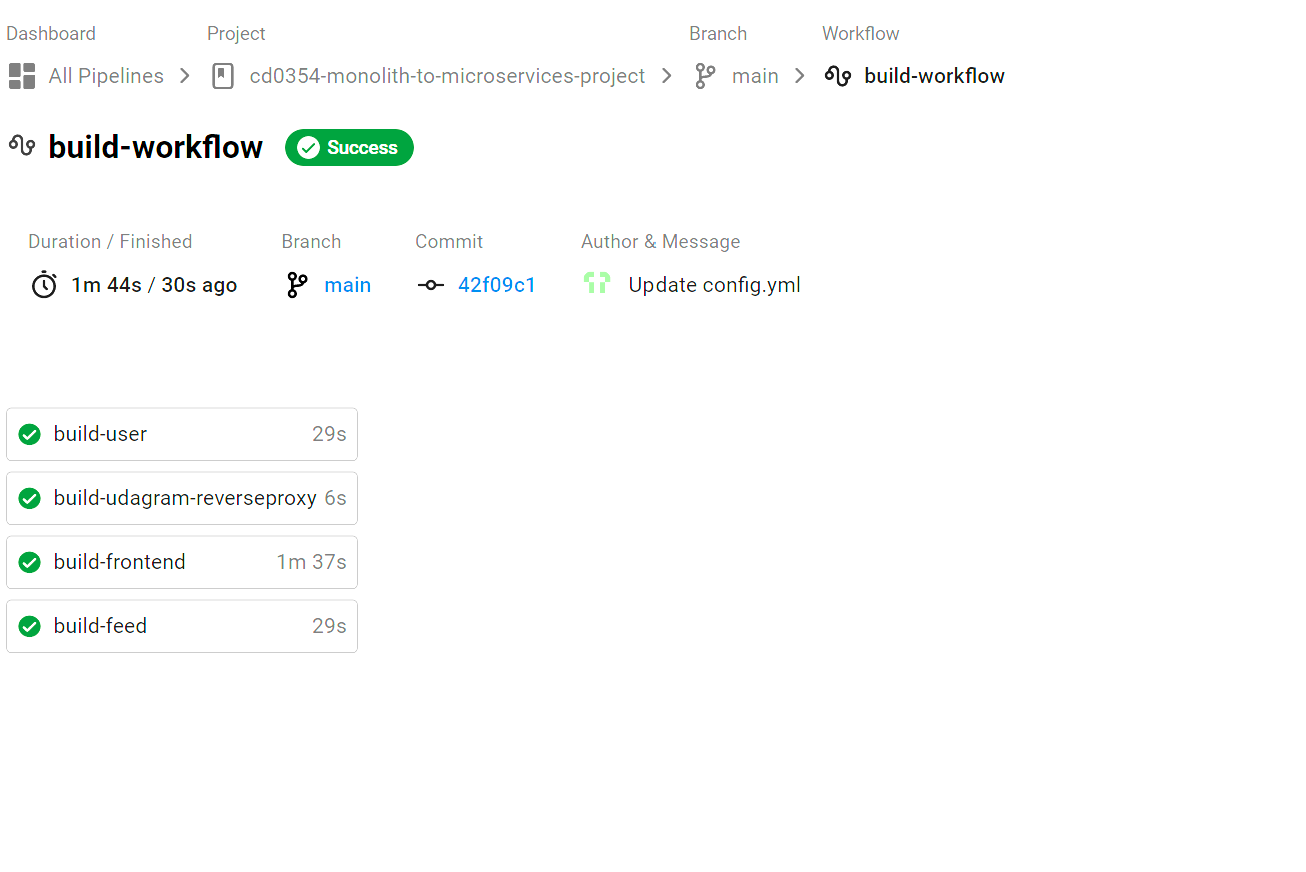 Dashboard Project Branch Workflow
All Pipelines cd0354-monolith-to-microservices-project main build-workflow
build-workflow Success
Duration / Finished Branch Commit Author & Message
1m 44s / 30s ago main 42f09c1 Update config.yml
build-user 29s
build-udagram-reverseproxy 6s
build-frontend 1m 37s
build-feed 29s